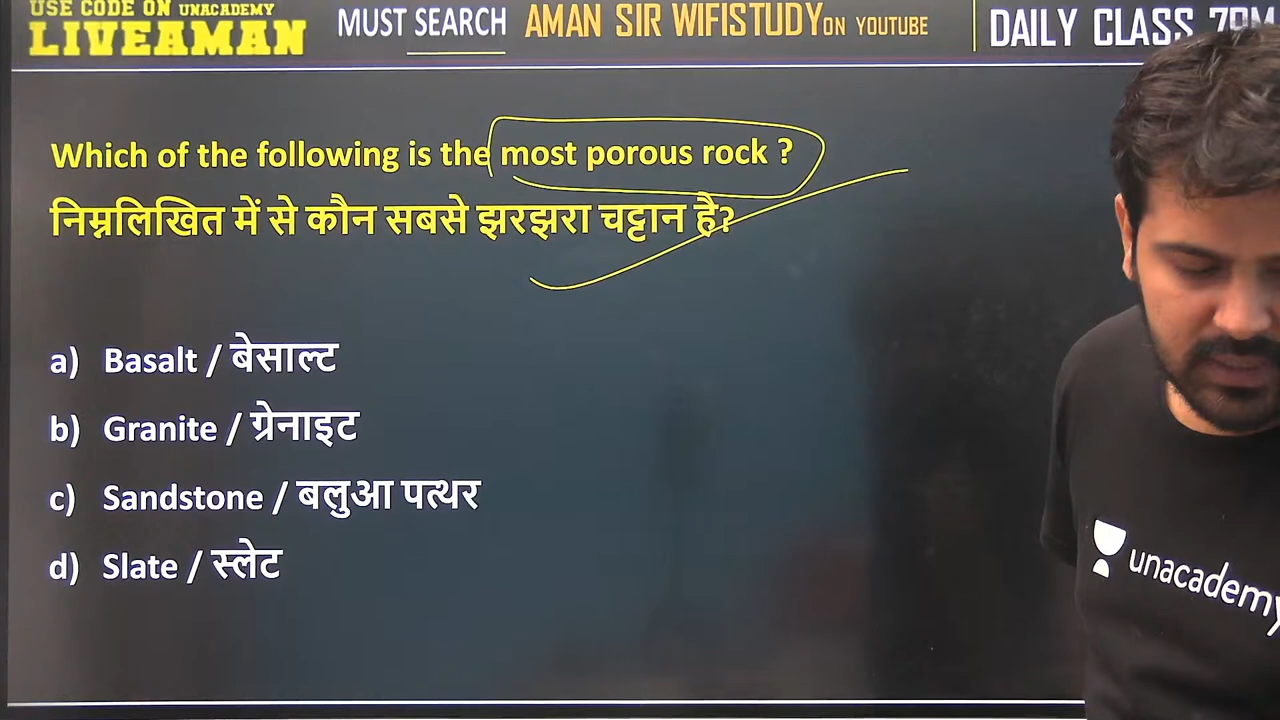 USE CODE ON UNACADEMY
LIVEAMAN
MUST SEARCH AMAN SIR WIFISTUDY ON YOUTUBE
DAILY CLASS 7PM
Which of the following is the most porous rock ?
निम्नलिखित में से कौन सबसे झरझरा चट्टान है?
a) Basalt / बेसाल्ट
b) Granite / ग्रेनाइट
c) Sandstone / बलुआ पत्थर
d) Slate / स्लेट
unacademy